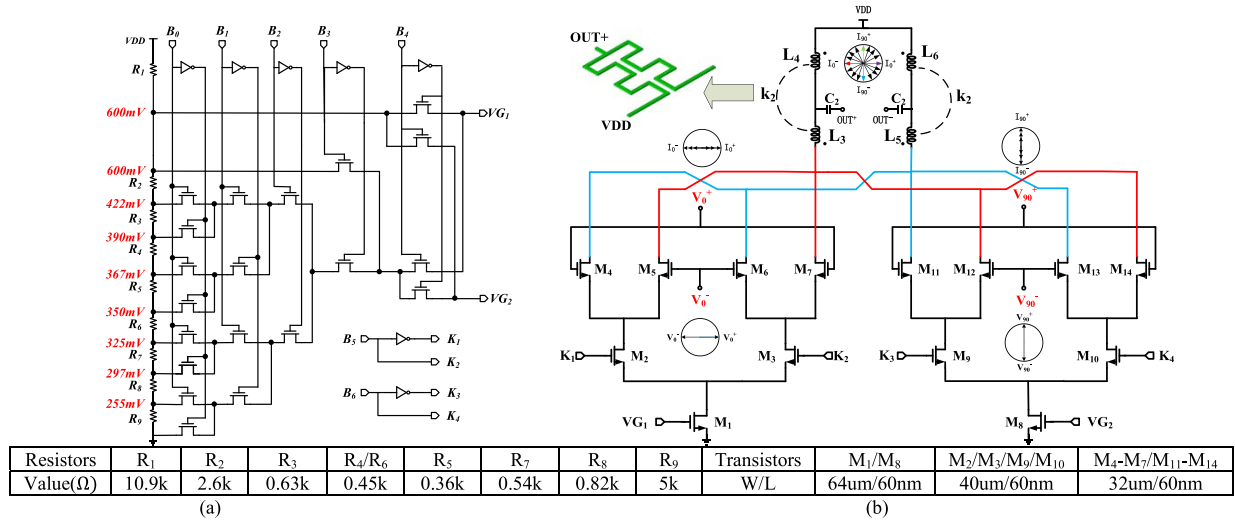 B₀ B₁ B₂ B₃ B₄
VDD
R₁
600mV
VG₁
600mV
R₂
422mV
R₃
390mV
R₄
367mV
R₅
350mV
VG₂
R₆
325mV
R₇
297mV
R₈
255mV
R₉
B₅ K₁
K₂
B₆ K₃
K₄
VDD
OUT+
VDD
L₄ L₆
I₉₀⁺
I₀⁻ I₀⁺
I₉₀⁻
k₂ k₂
C₂ C₂
OUT⁺ OUT⁻
L₃ L₅
I₀⁻ I₀⁺
I₉₀⁺
I₉₀⁻
V₀⁺ V₉₀⁺
M₄ M₅ M₆ M₇ M₁₁ M₁₂ M₁₃ M₁₄
V₀⁻ V₉₀⁻
V₀⁻ V₀⁺
V₉₀⁺
V₉₀⁻
K₁ M₂ M₃ K₂ K₃ M₉ M₁₀ K₄
VG₁ M₁ M₈ VG₂
Resistors R₁ R₂ R₃ R₄/R₆ R₅ R₇ R₈ R₉ Transistors M₁/M₈ M₂/M₃/M₉/M₁₀ M₄-M₇/M₁₁-M₁₄
Value(Ω) 10.9k 2.6k 0.63k 0.45k 0.36k 0.54k 0.82k 5k W/L 64um/60nm 40um/60nm 32um/60nm
(a) (b)